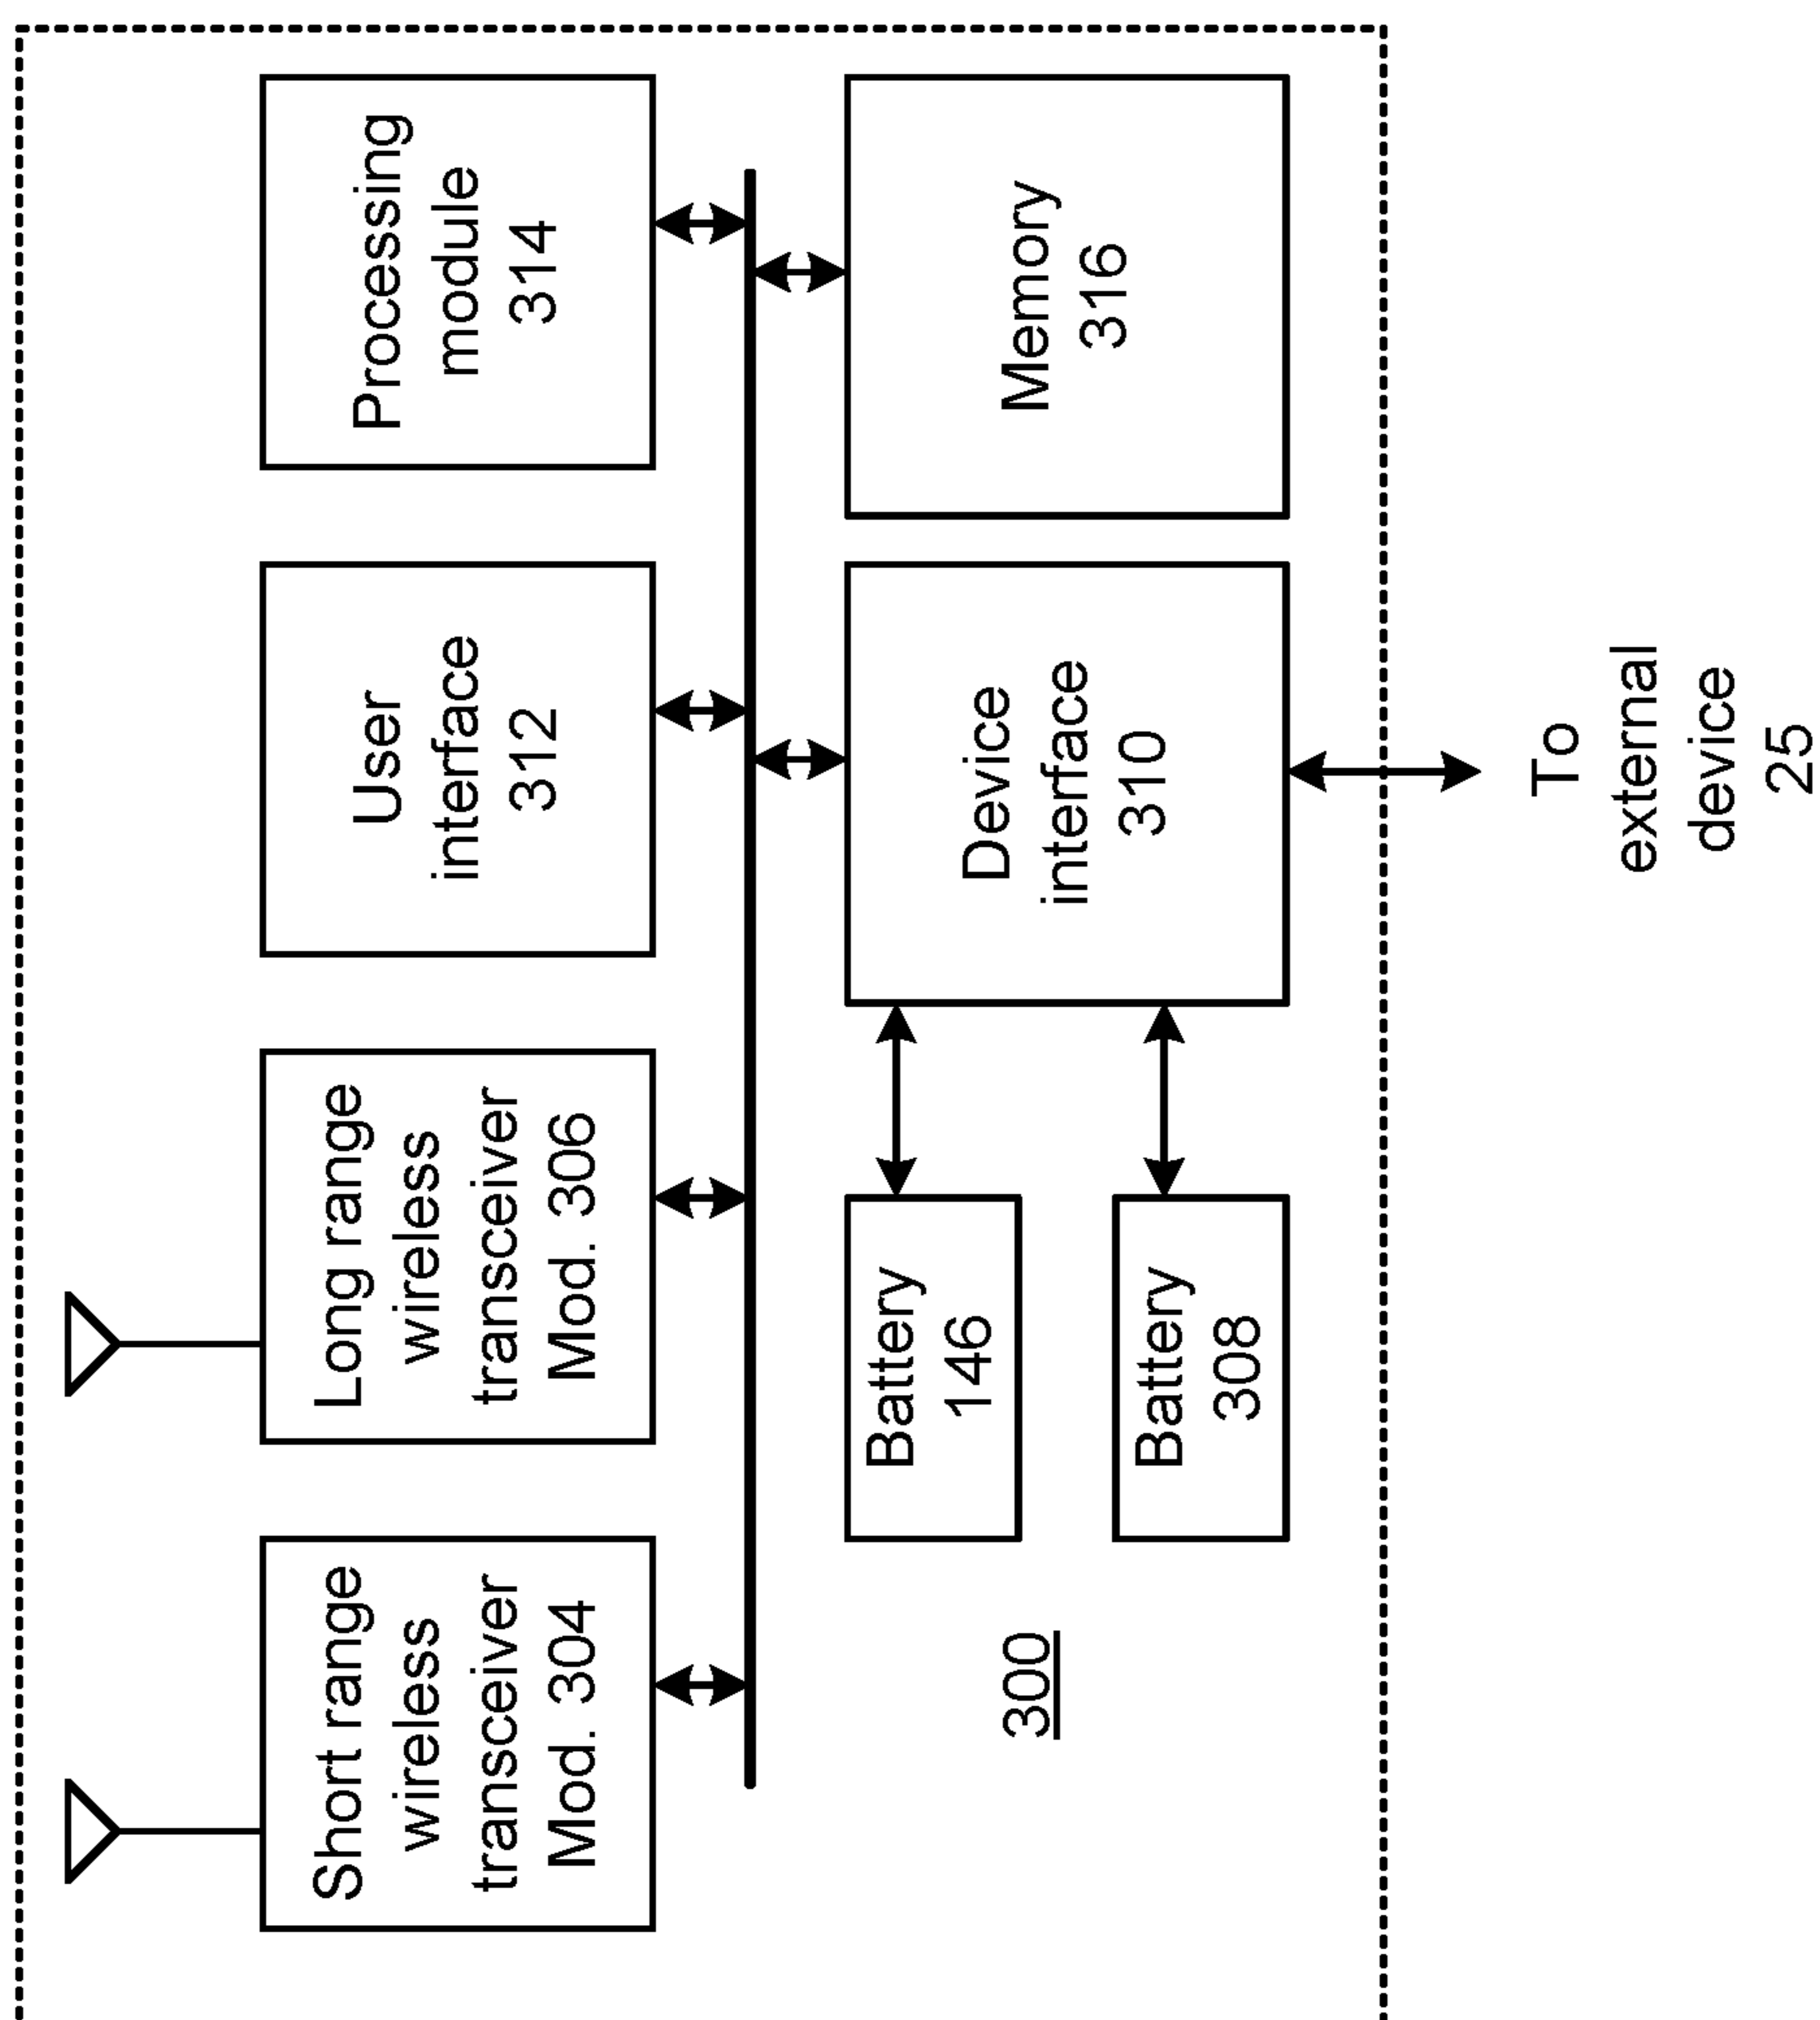 Short range
wireless
transceiver
Mod. 304
Long range
wireless
transceiver
Mod. 306
User
interface
312
Processing
module
314
Battery
146
Battery
308
Device
interface
310
Memory
316
300
To
external
device
25